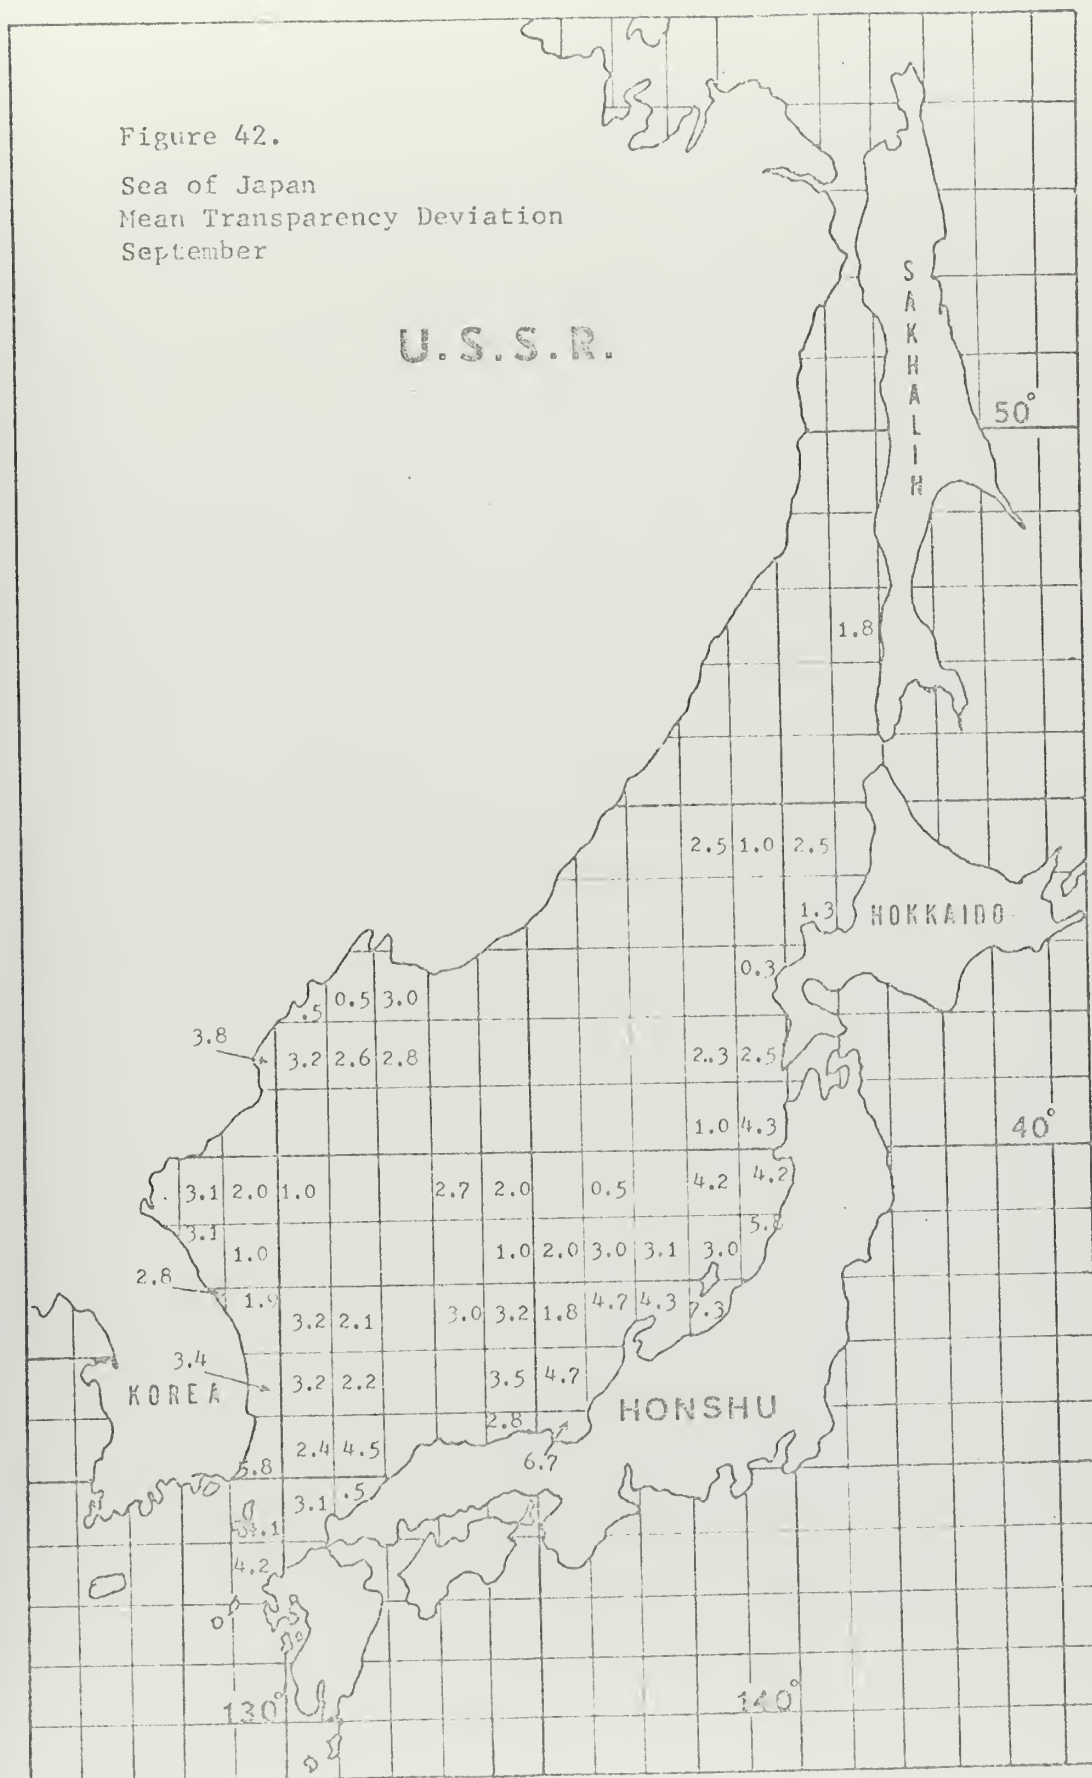 Figure 42.
Sea of Japan
Mean Transparency Deviation
September
U.S.S.R.
SAKHALIN
50°
1.8
2.5 1.0 2.5
1.3 HOKKAIDO
0.3
.5 0.5 3.0
3.8
3.2 2.6 2.8 2.3 2.5
1.0 4.3 40°
3.1 2.0 1.0 2.7 2.0 0.5 4.2 4.2
3.1 5.8
1.0 1.0 2.0 3.0 3.1 3.0
2.8
1.9 3.2 2.1 3.0 3.2 1.8 4.7 4.3 7.3
3.4
KOREA 3.2 2.2 3.5 4.7
HONSHU
2.8
2.4 4.5
5.8 6.7
3.1 .5
4.2
130° 140°